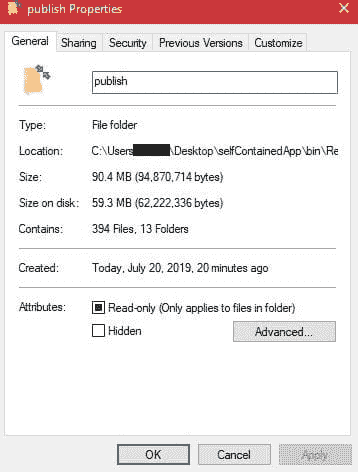 publish Properties
General Sharing Security Previous Versions Customize
publish
Type: File folder
Location: C:\Users\Desktop\selfContainedApp\bin\Re
Size: 90.4 MB (94,870,714 bytes)
Size on disk: 59.3 MB (62,222,336 bytes)
Contains: 394 Files, 13 Folders
Created: Today, July 20, 2019, 20 minutes ago
Attributes: Read-only (Only applies to files in folder)
Hidden Advanced...
OK Cancel Apply